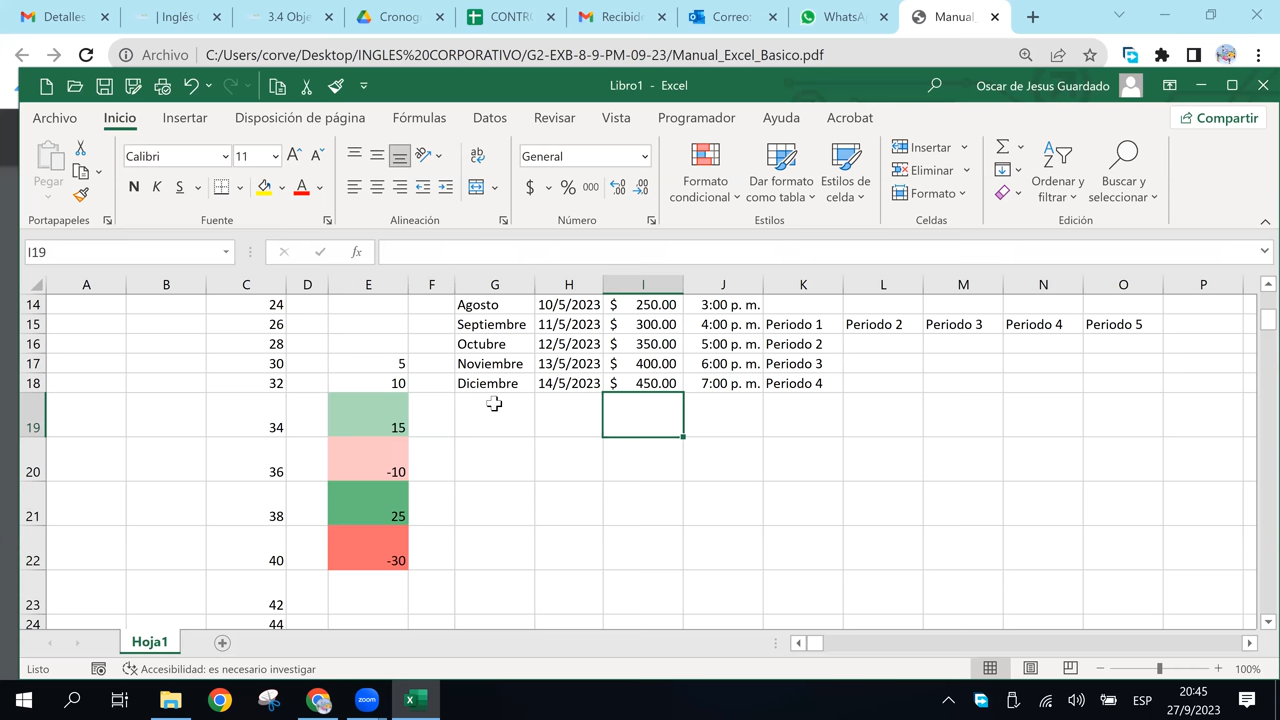 Detalles
Inglés C
3.4 Obje
Cronogr
CONTRU
Recibid
Correo:
WhatsA
Manual_
Archivo C:/Users/corve/Desktop/INGLES%20CORPORATIVO/G2-EXB-8-9-PM-09-23/Manual_Excel_Basico.pdf
Libro1 - Excel
Oscar de Jesus Guardado
Archivo Inicio Insertar Disposición de página Fórmulas Datos Revisar Vista Programador Ayuda Acrobat Compartir
Pegar
Calibri 11
N K S
A
ab
General
$ % 000
Formato condicional
Dar formato como tabla
Estilos de celda
Insertar
Eliminar
Formato
Ordenar y filtrar
Buscar y seleccionar
Portapapeles Fuente Alineación Número Estilos Celdas Edición
I19 fx
A B C D E F G H I J K L M N O P
14 24 Agosto 10/5/2023 $ 250.00 3:00 p. m.
15 26 Septiembre 11/5/2023 $ 300.00 4:00 p. m. Periodo 1 Periodo 2 Periodo 3 Periodo 4 Periodo 5
16 28 Octubre 12/5/2023 $ 350.00 5:00 p. m. Periodo 2
17 30 5 Noviembre 13/5/2023 $ 400.00 6:00 p. m. Periodo 3
18 32 10 Diciembre 14/5/2023 $ 450.00 7:00 p. m. Periodo 4
19 34 15
20 36 -10
21 38 25
22 40 -30
23 42
24 44
Hoja1
Listo Accesibilidad: es necesario investigar 100%
zoom
ESP
20:45
27/9/2023